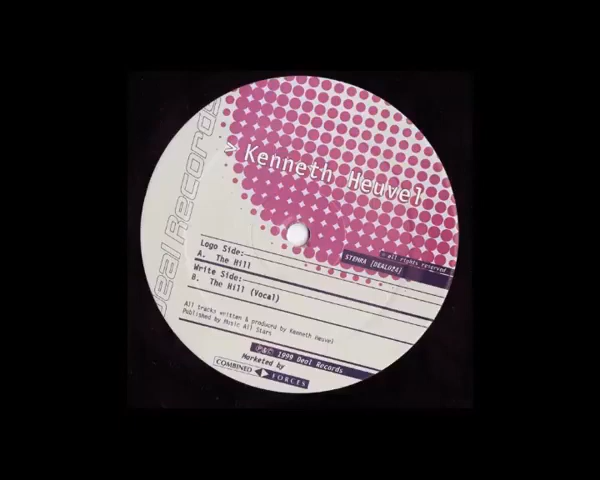 Deal Records
> Kenneth Heuvel
© all rights reserved
STEMRA (DEAL024)
Logo Side:
A. The Hill
Write Side:
B. The Hill (Vocal)
All tracks written & produced by Kenneth Heuvel
Published by Music All Stars
℗&© 1999 Deal Records
Marketed by
COMBINED FORCES